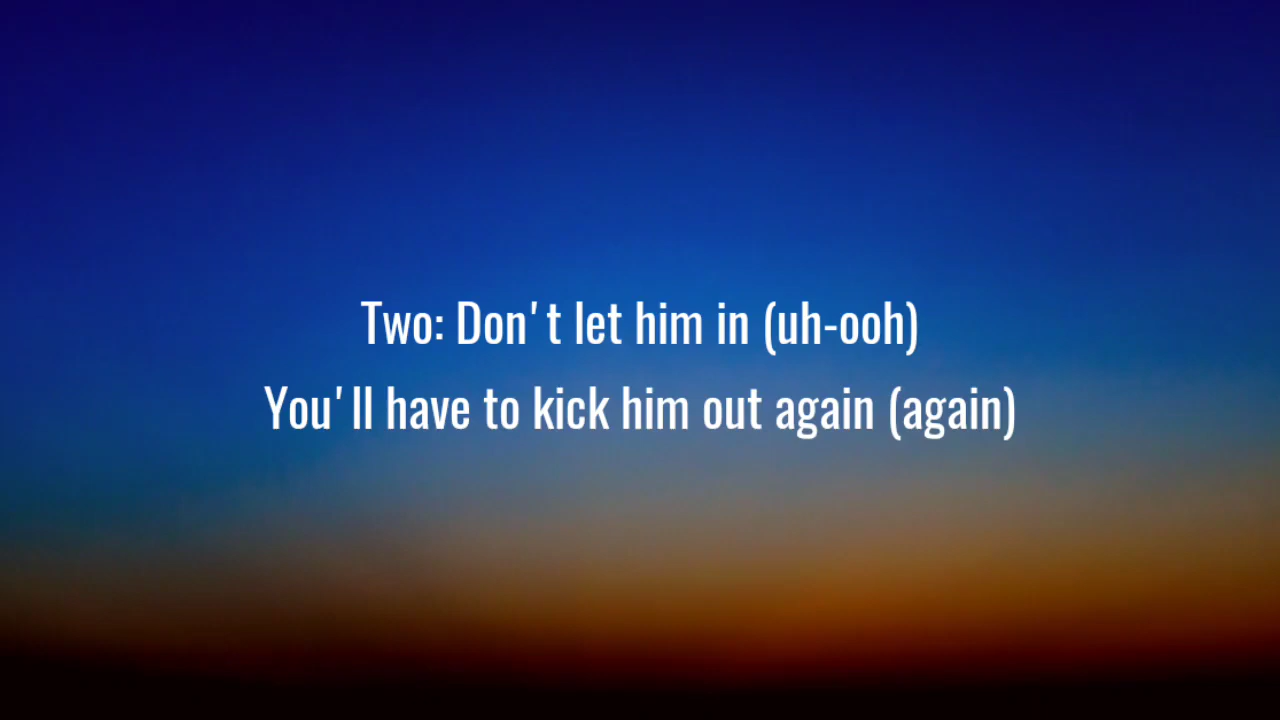 Two: Don't let him in (uh-ooh)
You'll have to kick him out again (again)